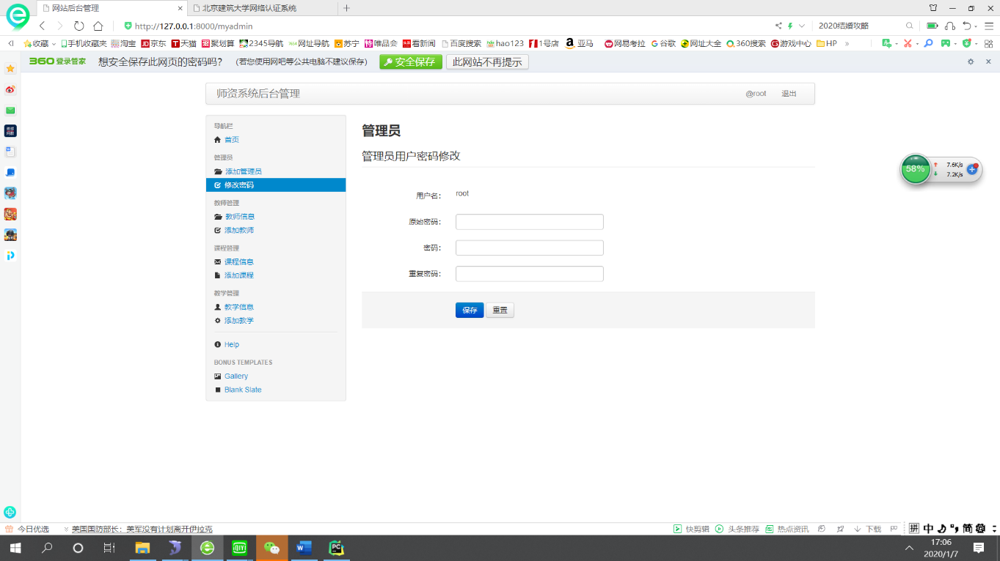 网站后台管理
北京建筑大学网络认证系统
http://127.0.0.1:8000/myadmin
2020结婚攻略
收藏 手机收藏夹 淘宝 京东 天猫 聚划算 2345导航 网址导航 苏宁 唯品会 看新闻 百度搜索 hao123 1号店 亚马 网易考拉 谷歌 网址大全 360搜索 游戏中心 HP »
360 登录管家 想安全保存此网页的密码吗? (若您使用网吧等公共电脑不建议保存) 安全保存 此网站不再提示
师资系统后台管理 @root 退出
导航栏
首页
管理员
添加管理员
修改密码
教师管理
教师信息
添加教师
课程管理
课程信息
添加课程
教学管理
教学信息
添加教学
Help
BONUS TEMPLATES
Gallery
Blank Slate
管理员
管理员用户密码修改
用户名: root
原始密码:
密码:
重复密码:
保存 重置
58% 7.6K/s
7.2K/s
今日优选 美国国防部长:美军没有计划离开伊拉克 快剪辑 头条推荐 热点资讯 下载
拼 中 简
17:06
2020/1/7